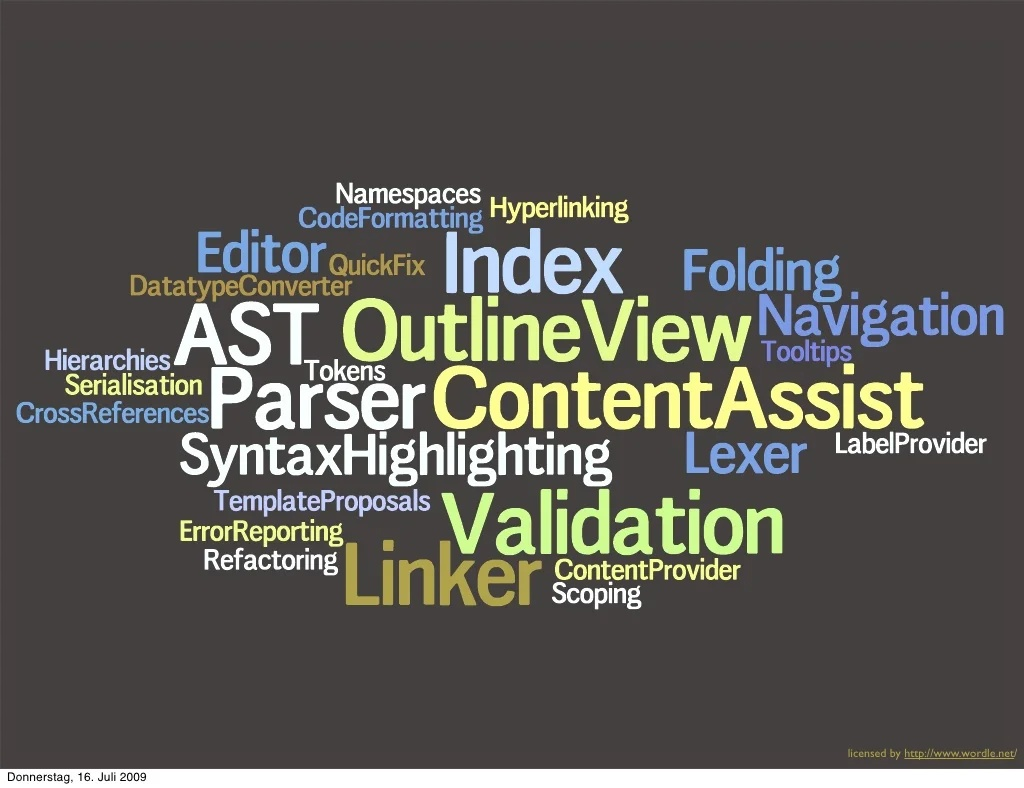 Namespaces
Hyperlinking
CodeFormatting
Editor
QuickFix
Index
Folding
DatatypeConverter
AST
OutlineView
Navigation
Tooltips
Hierarchies
Tokens
Serialisation
Parser
ContentAssist
CrossReferences
SyntaxHighlighting
Lexer
LabelProvider
TemplateProposals
Validation
ErrorReporting
Refactoring
Linker
ContentProvider
Scoping
licensed by http://www.wordle.net/
Donnerstag, 16. Juli 2009